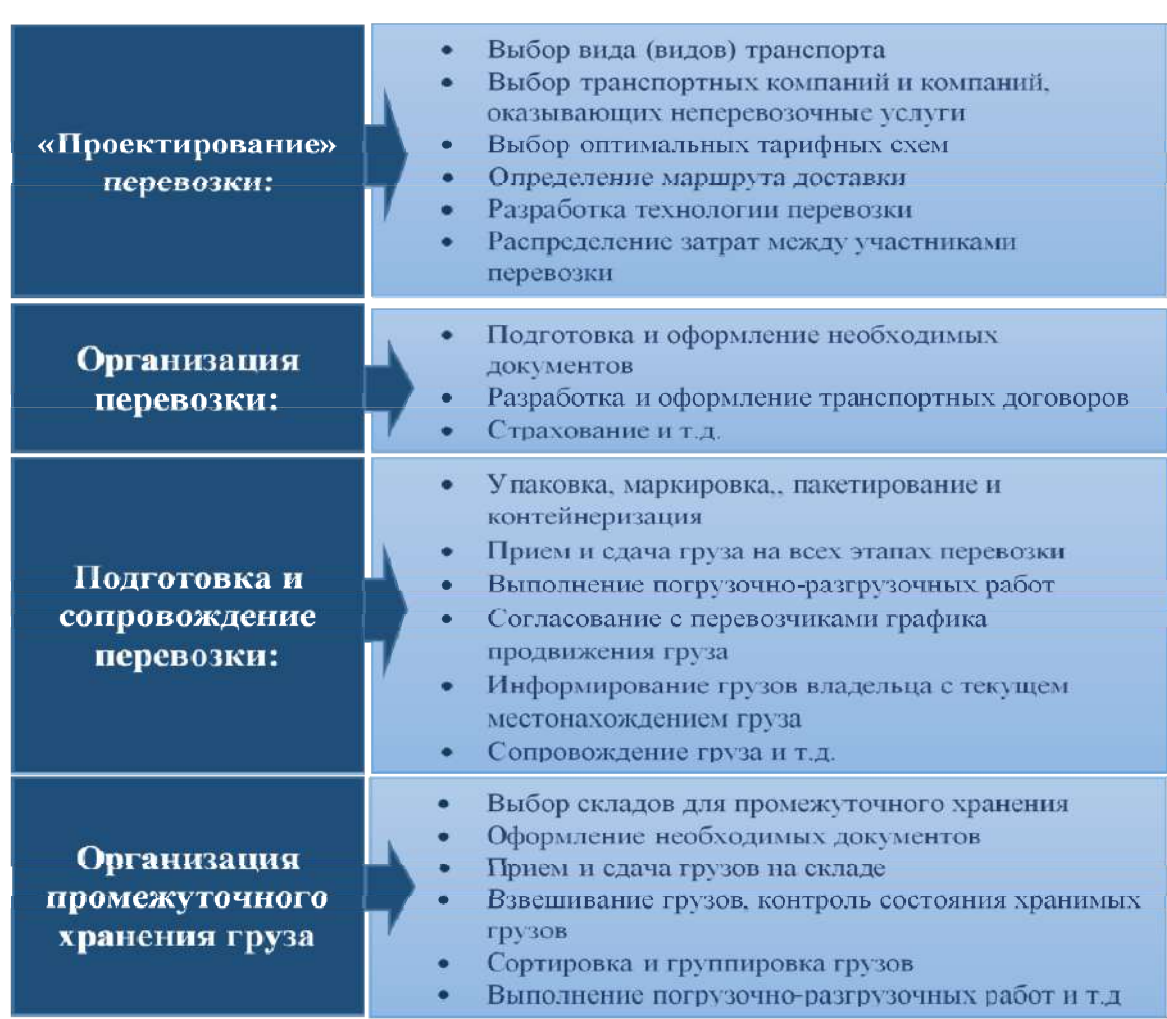 «Проектирование»
перевозки:
• Выбор вида (видов) транспорта
• Выбор транспортных компаний и компаний,
оказывающих неперевозочные услуги
• Выбор оптимальных тарифных схем
• Определение маршрута доставки
• Разработка технологии перевозки
• Распределение затрат между участниками
перевозки
Организация
перевозки:
• Подготовка и оформление необходимых
документов
• Разработка и оформление транспортных договоров
• Страхование и т.д.
Подготовка и
сопровождение
перевозки:
• Упаковка, маркировка,, пакетирование и
контейнеризация
• Прием и сдача груза на всех этапах перевозки
• Выполнение погрузочно-разгрузочных работ
• Согласование с перевозчиками графика
продвижения груза
• Информирование грузов владельца с текущем
местонахождением груза
• Сопровождение груза и т.д.
Организация
промежуточного
хранения груза
• Выбор складов для промежуточного хранения
• Оформление необходимых документов
• Прием и сдача грузов на складе
• Взвешивание грузов, контроль состояния хранимых
грузов
• Сортировка и группировка грузов
• Выполнение погрузочно-разгрузочных работ и т.д